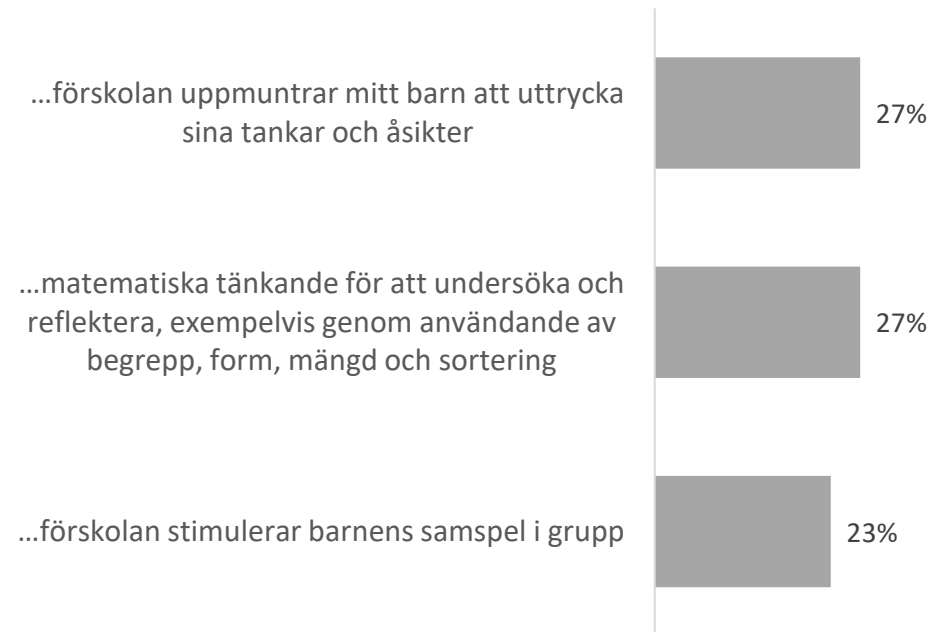 …förskolan uppmuntrar mitt barn att uttrycka
sina tankar och åsikter
27%
…matematiska tänkande för att undersöka och
reflektera, exempelvis genom användande av
begrepp, form, mängd och sortering
27%
…förskolan stimulerar barnens samspel i grupp
23%